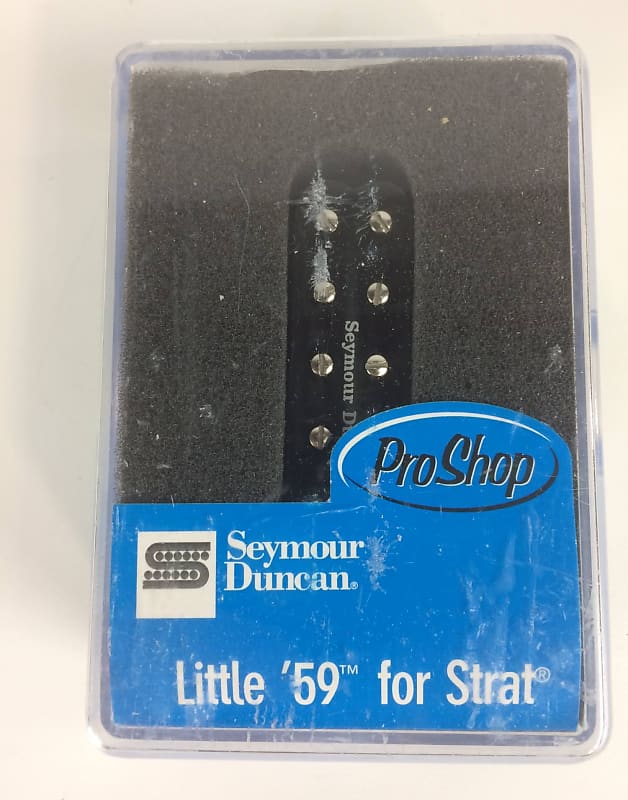 Seymour D
ProShop
Seymour
Duncan®
Little '59™ for Strat®